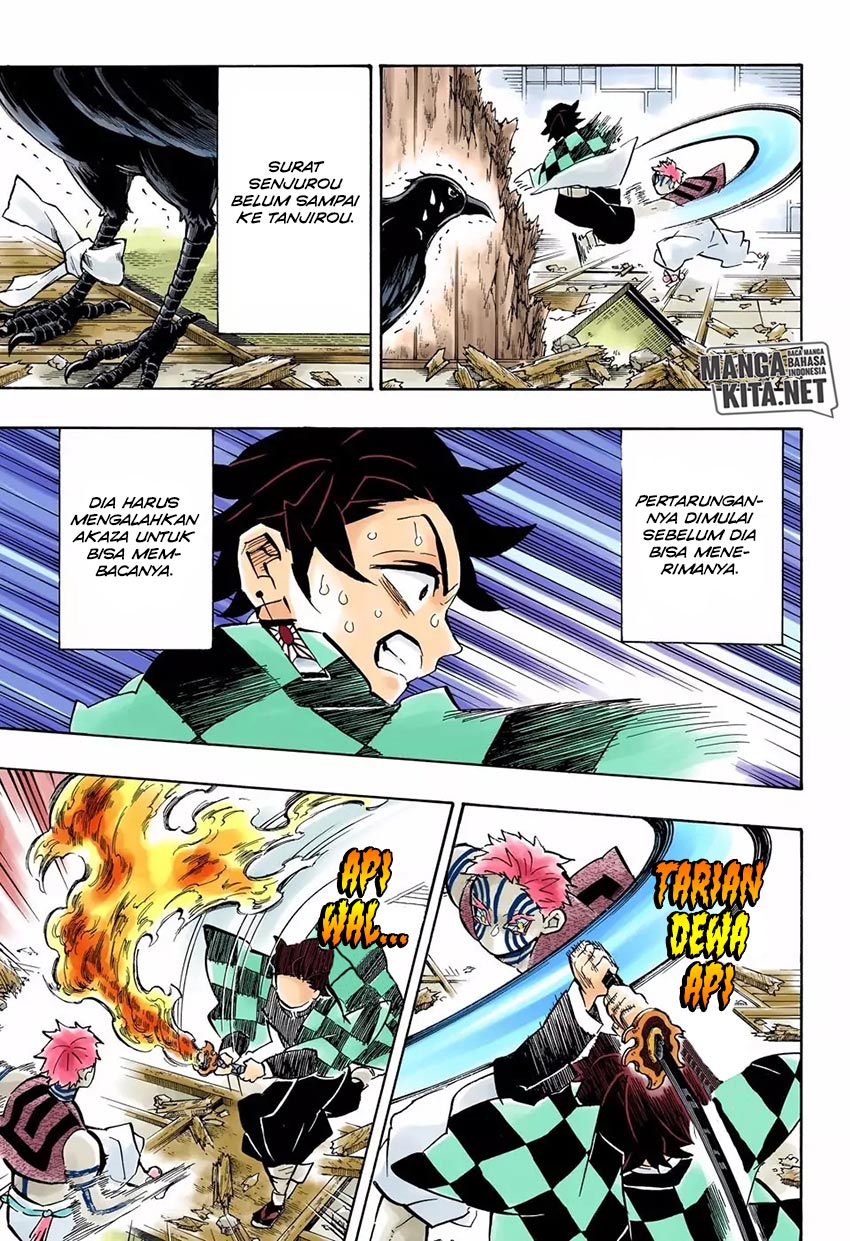 SURAT
SENJUROU
BELUM SAMPAI
KE TANJIROU.
MANGA
KITA.NET
BACA MANGA
BAHASA
INDONESIA
PERTARUNGAN-
NYA DIMULAI
SEBELUM DIA
BISA MENE-
RIMANYA.
DIA HARUS
MENGALAHKAN
AKAZA UNTUK
BISA MEM-
BACANYA.
TARIAN
DEWA
API
API
WAL...